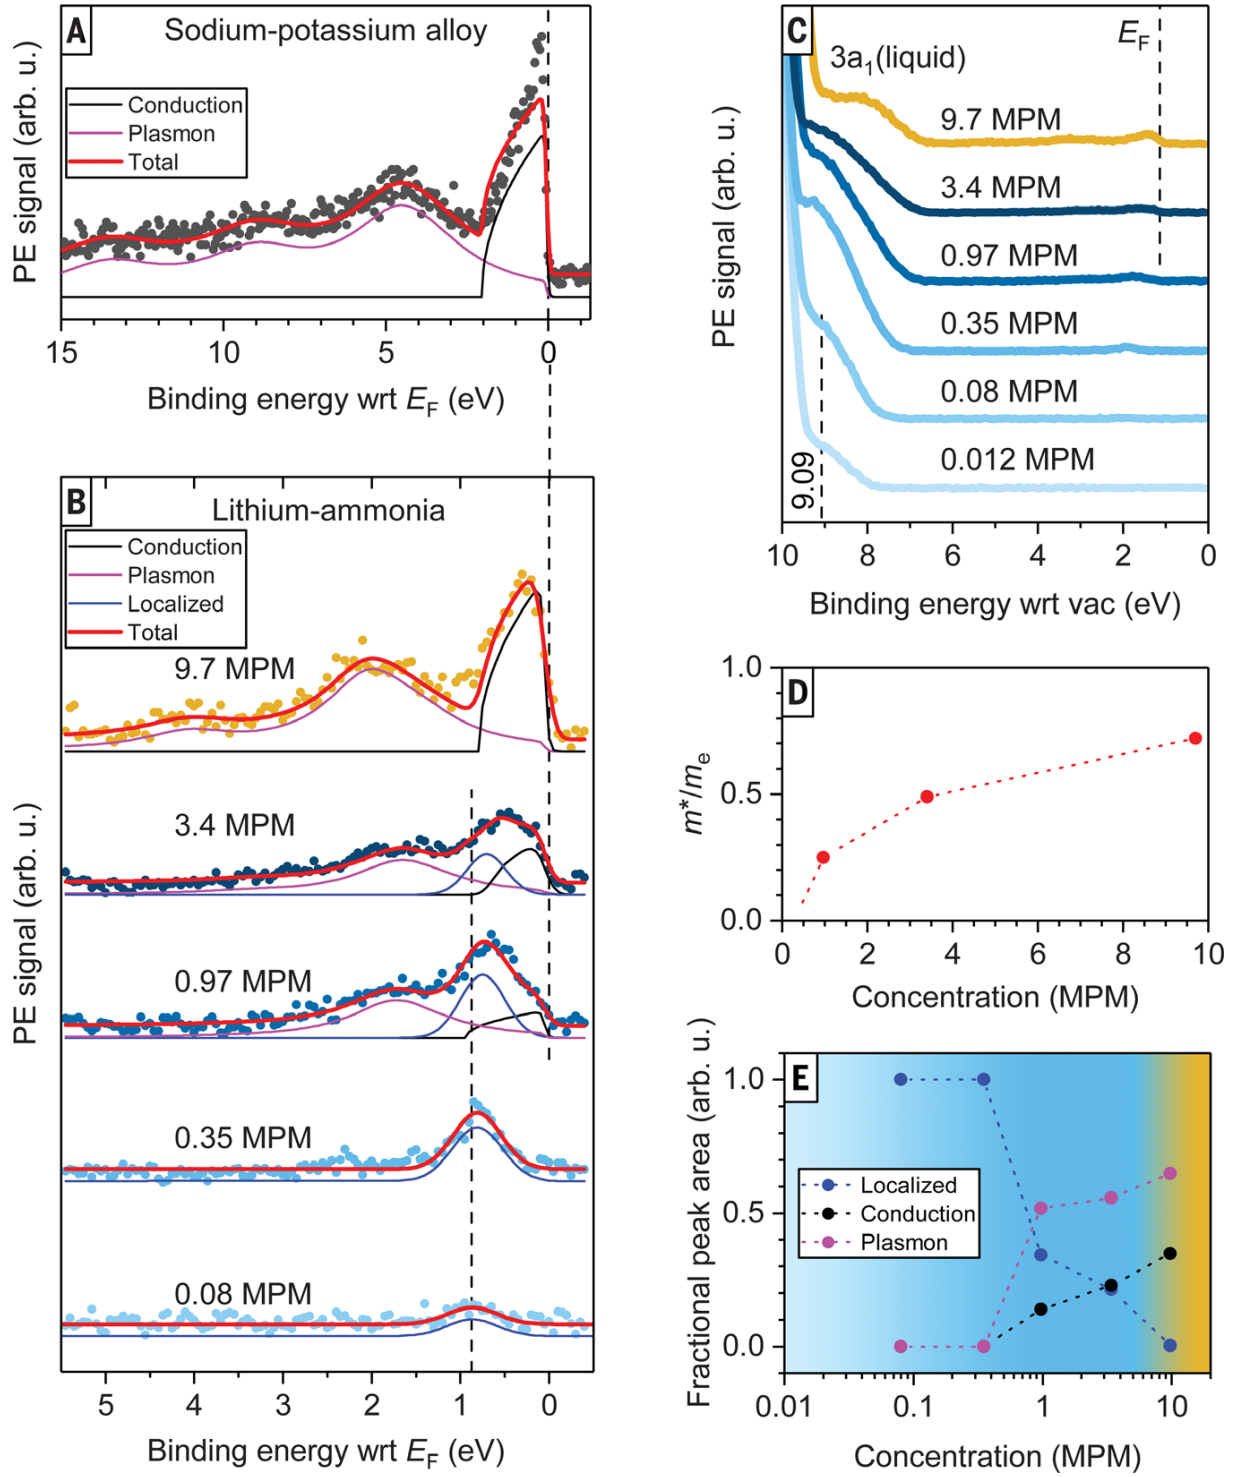 A
Sodium-potassium alloy
Conduction
Plasmon
Total
PE signal (arb. u.)
15 10 5 0
Binding energy wrt EF (eV)
B
Lithium-ammonia
Conduction
Plasmon
Localized
Total
9.7 MPM
3.4 MPM
0.97 MPM
0.35 MPM
0.08 MPM
PE signal (arb. u.)
5 4 3 2 1 0
Binding energy wrt EF (eV)
C
3a1(liquid)
EF
9.7 MPM
3.4 MPM
0.97 MPM
0.35 MPM
0.08 MPM
0.012 MPM
9.09
PE signal (arb. u.)
10 8 6 4 2 0
Binding energy wrt vac (eV)
D
1.0
0.5
0.0
m*/me
0 2 4 6 8 10
Concentration (MPM)
E
1.0
0.5
0.0
Localized
Conduction
Plasmon
Fractional peak area (arb. u.)
0.01 0.1 1 10
Concentration (MPM)